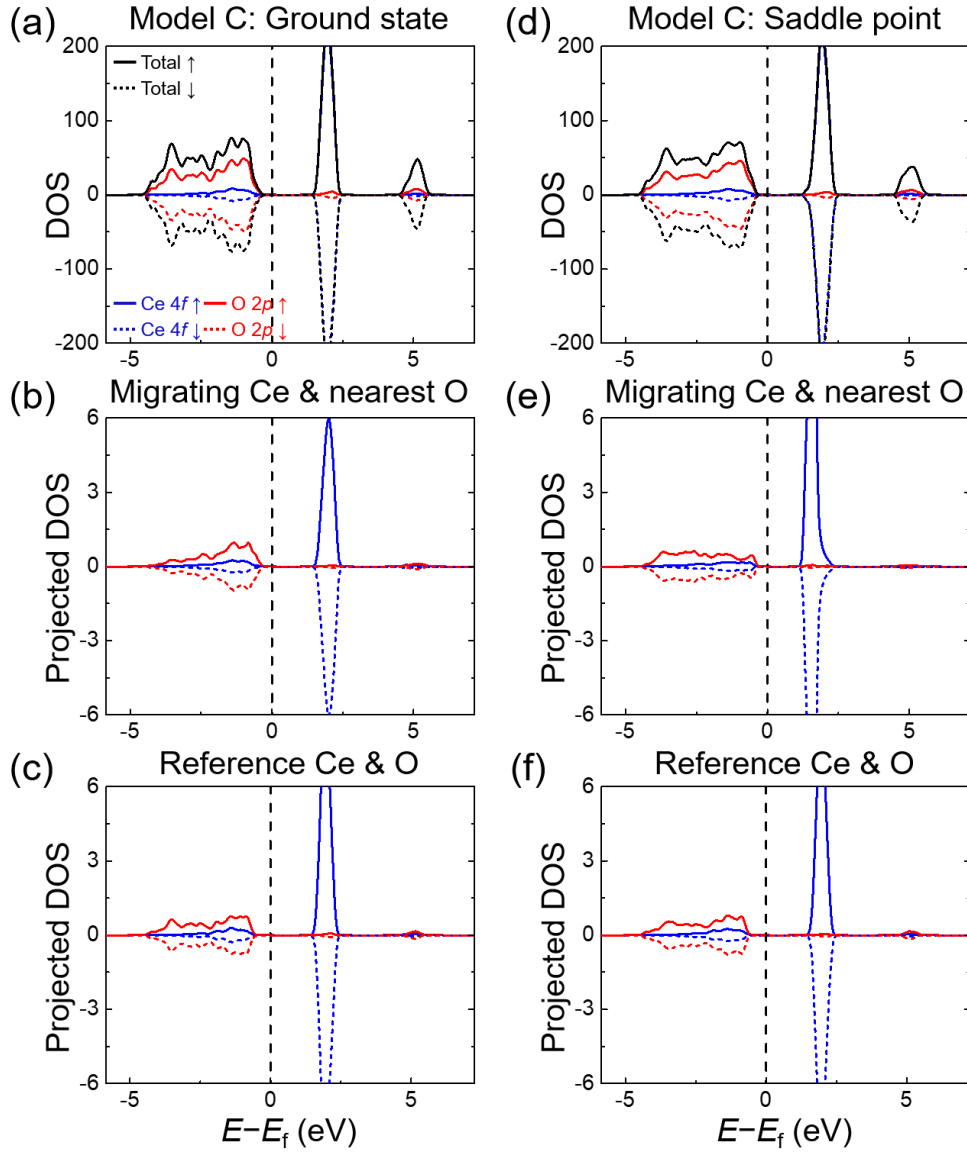 (a) Model C: Ground state
Total ↑
Total ↓
Ce 4f ↑ O 2p ↑
Ce 4f ↓ O 2p ↓
DOS
200
100
0
-100
-200
-5 0 5
(d) Model C: Saddle point
DOS
200
100
0
-100
-200
-5 0 5
(b) Migrating Ce & nearest O
Projected DOS
6
3
0
-3
-6
-5 0 5
(e) Migrating Ce & nearest O
Projected DOS
6
3
0
-3
-6
-5 0 5
(c) Reference Ce & O
Projected DOS
6
3
0
-3
-6
-5 0 5
E−Ef (eV)
(f) Reference Ce & O
Projected DOS
6
3
0
-3
-6
-5 0 5
E−Ef (eV)